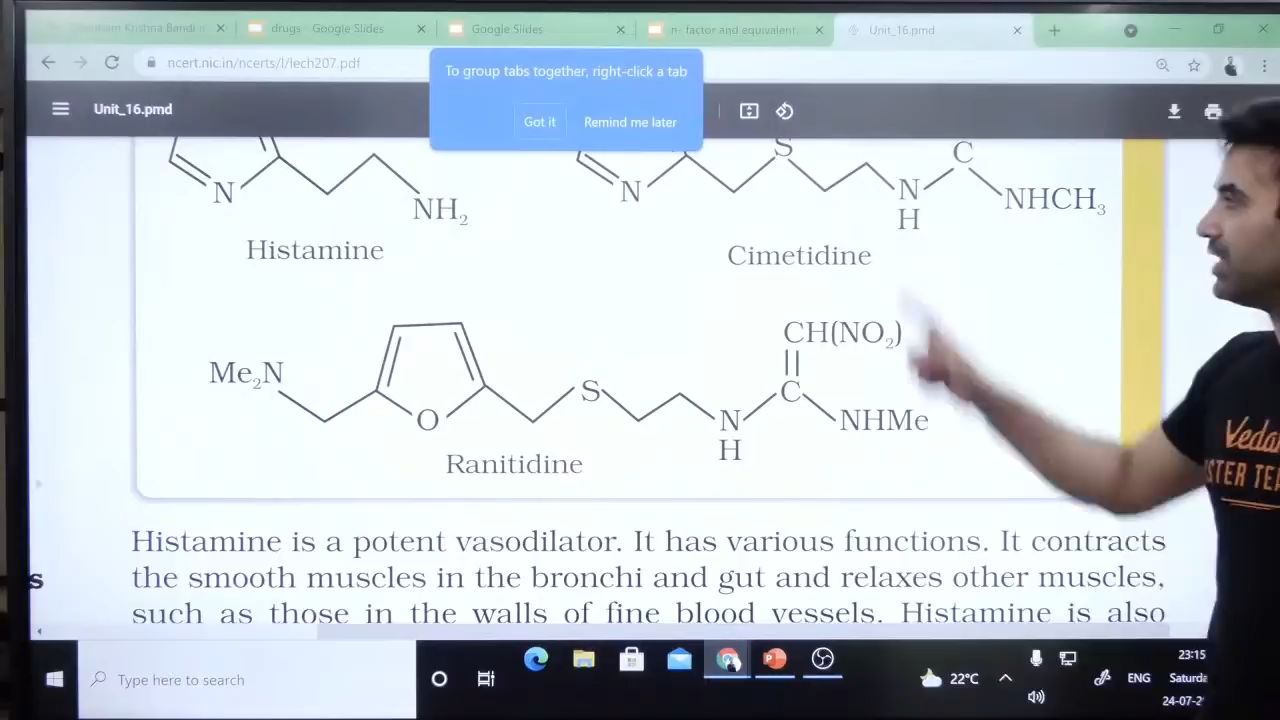 drugs - Google Slides
Google Slides
n- factor and equivalent
Unit_16.pmd
ncert.nic.in/ncerts/l/lech207.pdf
To group tabs together, right-click a tab
Got it
Remind me later
Unit_16.pmd
N
NH₂
Histamine
N
S
N
H
C
NHCH₃
Cimetidine
Me₂N
O
S
N
H
C
CH(NO₂)
NHMe
Ranitidine
Histamine is a potent vasodilator. It has various functions. It contracts
the smooth muscles in the bronchi and gut and relaxes other muscles,
such as those in the walls of fine blood vessels. Histamine is also
s
Type here to search
22°C
ENG
23:15
24-07-2